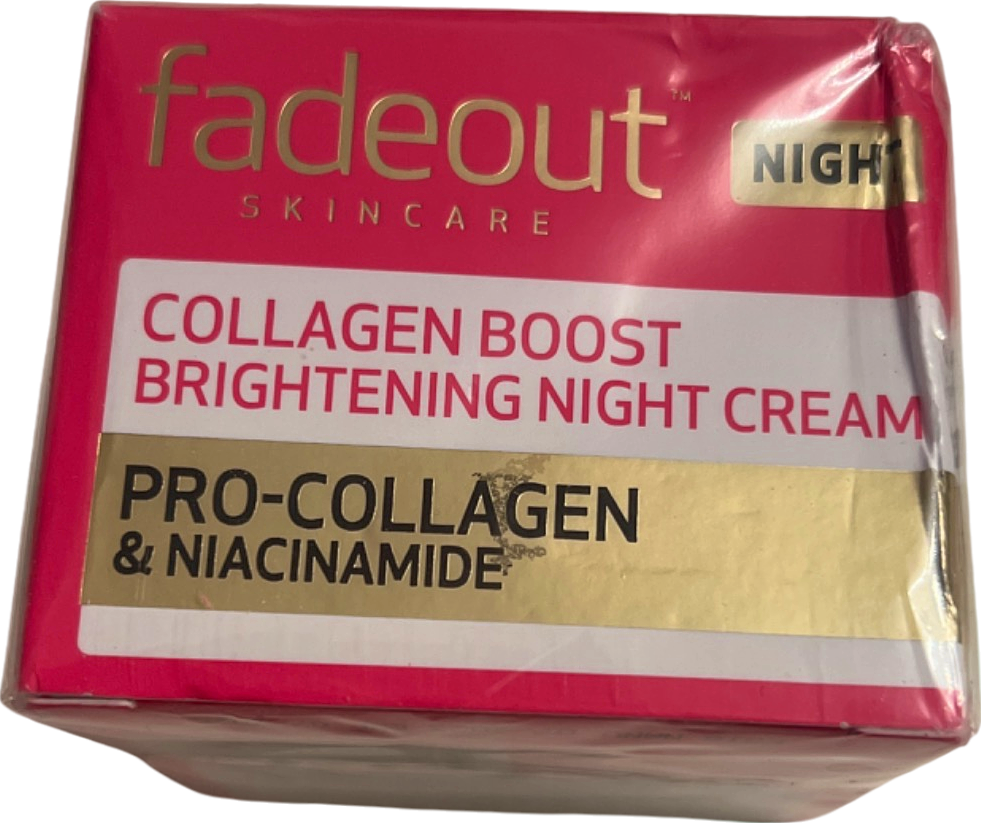 fadeout™
SKINCARE
NIGHT
COLLAGEN BOOST
BRIGHTENING NIGHT CREAM
PRO-COLLAGEN
& NIACINAMIDE